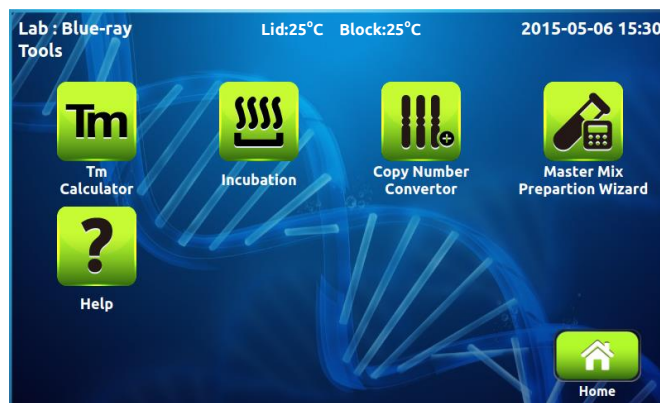 Lab : Blue-ray
Lid:25°C Block:25°C
2015-05-06 15:30
Tools
Tm
Tm
Calculator
Incubation
Copy Number
Convertor
Master Mix
Prepartion Wizard
?
Help
Home